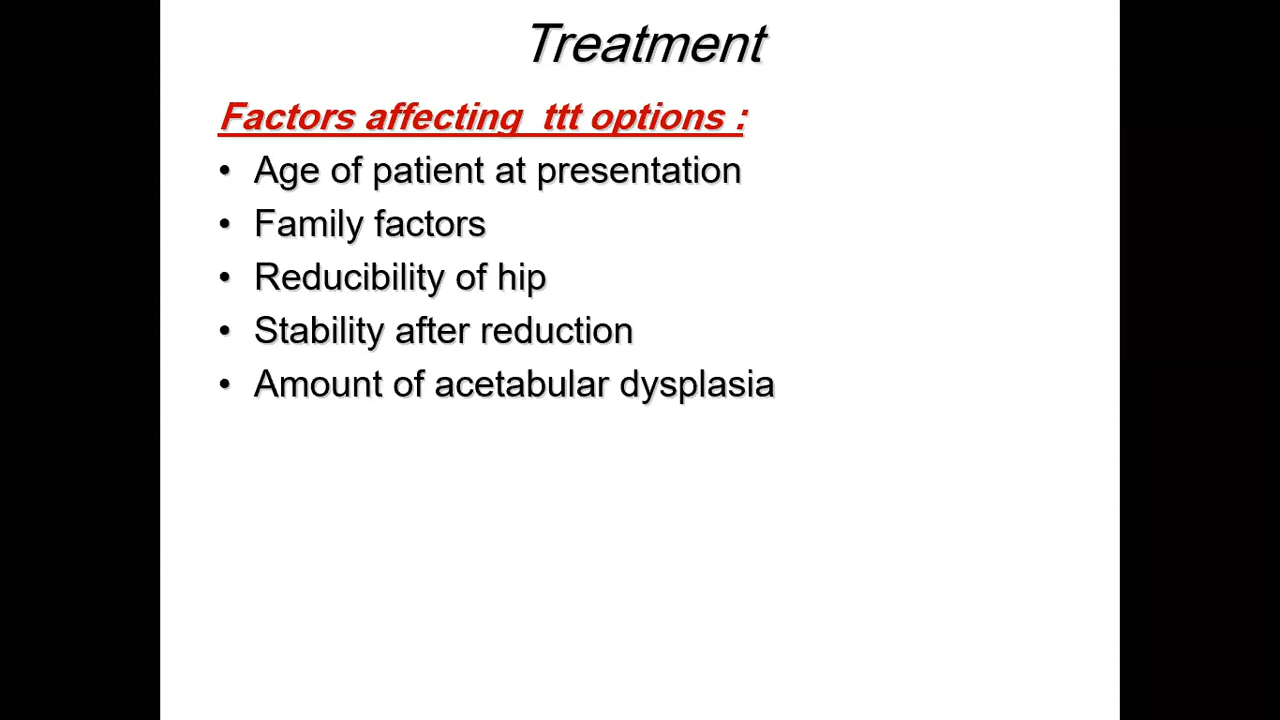 Treatment
Factors affecting ttt options :
• Age of patient at presentation
• Family factors
• Reducibility of hip
• Stability after reduction
• Amount of acetabular dysplasia